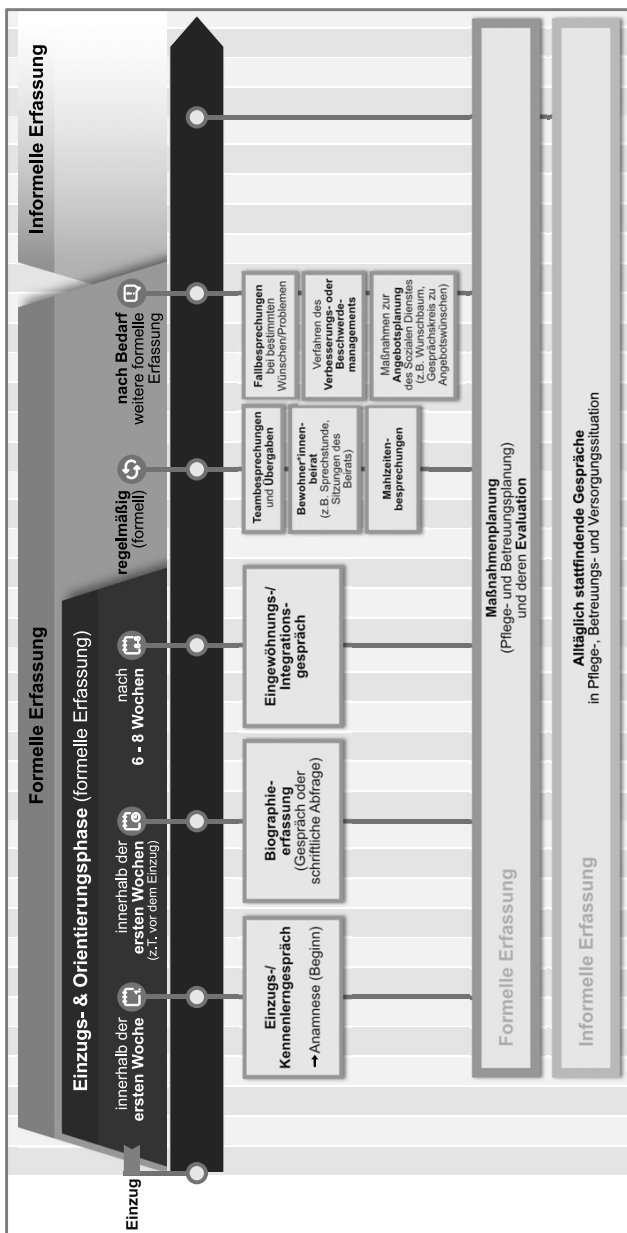 Formelle Erfassung
Informelle Erfassung
Einzugs- & Orientierungsphase (formelle Erfassung)
Einzug
innerhalb der
ersten Woche
innerhalb der
ersten Wochen
(z.T. vor dem Einzug)
nach
6 - 8 Wochen
regelmäßig
(formell)
nach Bedarf
weitere formelle
Erfassung
Einzugs-/
Kennenlerngespräch
→ Anamnese (Beginn)
Biographie-
erfassung
(Gespräch oder
schriftliche Abfrage)
Eingewöhnungs-/
Integrations-
gespräch
Teambesprechungen
und Übergaben
Bewohner*innen-
beirat
(z.B. Sprechstunde,
Sitzungen des
Beirats)
Mahlzeiten-
besprechungen
Fallbesprechungen
bei bestimmten
Wünschen/Problemen
Verfahren des
Verbesserungs- oder
Beschwerde-
managements
Maßnahmen zur
Angebotsplanung
des Sozialen Dienstes
(z.B. Wunschbaum,
Gesprächskreis zu
Angebotswünschen)
Formelle Erfassung
Maßnahmenplanung
(Pflege- und Betreuungsplanung)
und deren Evaluation
Informelle Erfassung
Alltäglich stattfindende Gespräche
in Pflege-, Betreuungs- und Versorgungssituation